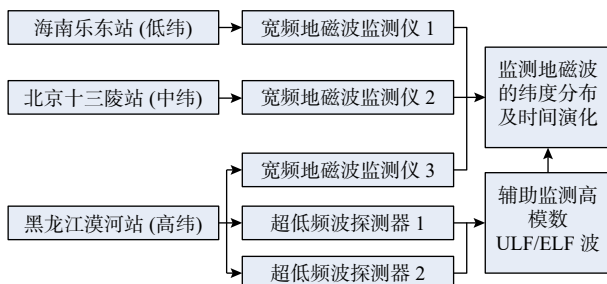 海南乐东站 (低纬)
宽频地磁波监测仪 1
北京十三陵站 (中纬)
宽频地磁波监测仪 2
监测地磁波
的纬度分布
及时间演化
宽频地磁波监测仪 3
黑龙江漠河站 (高纬)
超低频波探测器 1
超低频波探测器 2
辅助监测高
模数
ULF/ELF 波